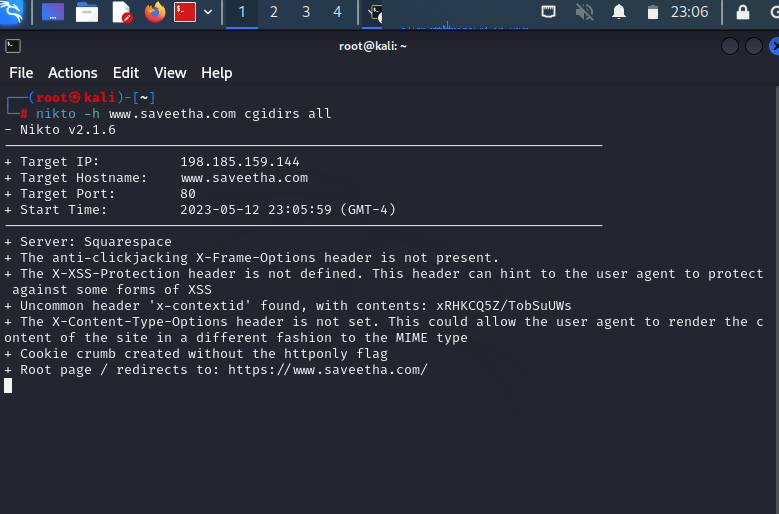 $-
1 2 3 4
23:06
root@kali: ~
File Actions Edit View Help
┌──(root㉿kali)-[~]
└─# nikto -h www.saveetha.com cgidirs all
- Nikto v2.1.6
---------------------------------------------------------------------------
+ Target IP: 198.185.159.144
+ Target Hostname: www.saveetha.com
+ Target Port: 80
+ Start Time: 2023-05-12 23:05:59 (GMT-4)
---------------------------------------------------------------------------
+ Server: Squarespace
+ The anti-clickjacking X-Frame-Options header is not present.
+ The X-XSS-Protection header is not defined. This header can hint to the user agent to protect
against some forms of XSS
+ Uncommon header 'x-contextid' found, with contents: xRHKCQ5Z/TobSuUWs
+ The X-Content-Type-Options header is not set. This could allow the user agent to render the c
ontent of the site in a different fashion to the MIME type
+ Cookie crumb created without the httponly flag
+ Root page / redirects to: https://www.saveetha.com/